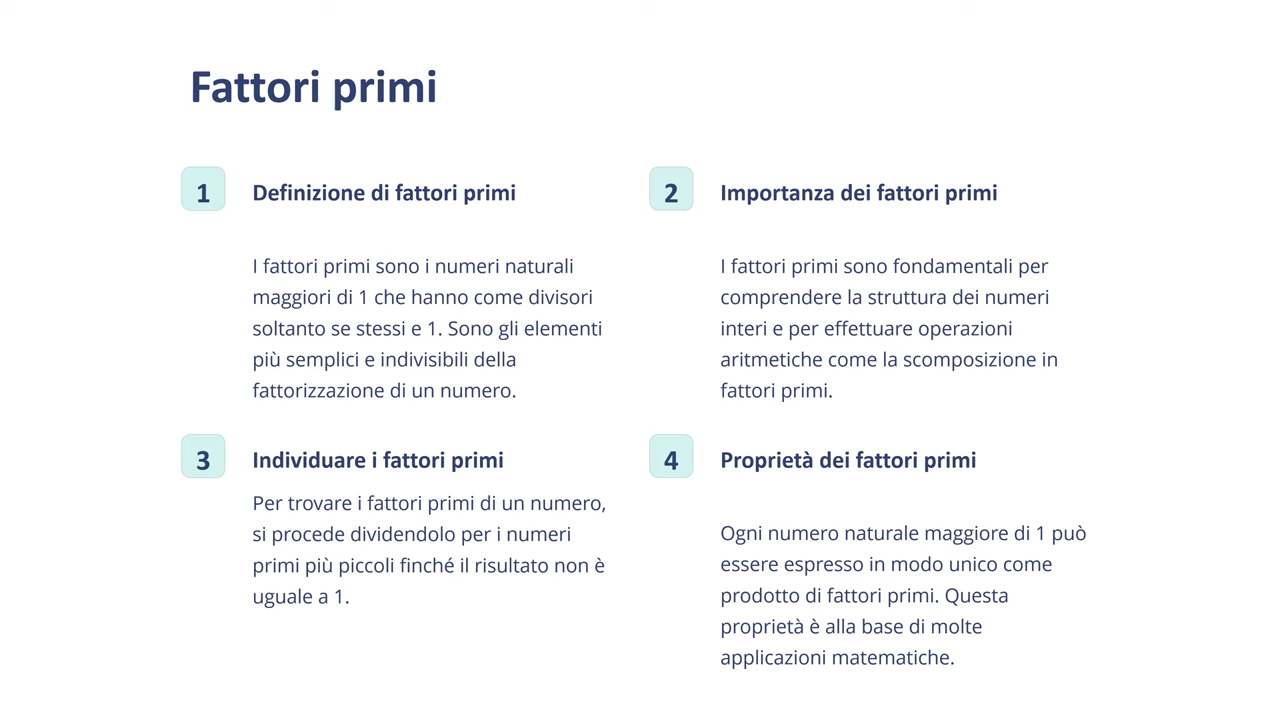 Fattori primi
1
Definizione di fattori primi
I fattori primi sono i numeri naturali
maggiori di 1 che hanno come divisori
soltanto se stessi e 1. Sono gli elementi
più semplici e indivisibili della
fattorizzazione di un numero.
2
Importanza dei fattori primi
I fattori primi sono fondamentali per
comprendere la struttura dei numeri
interi e per effettuare operazioni
aritmetiche come la scomposizione in
fattori primi.
3
Individuare i fattori primi
Per trovare i fattori primi di un numero,
si procede dividendolo per i numeri
primi più piccoli finché il risultato non è
uguale a 1.
4
Proprietà dei fattori primi
Ogni numero naturale maggiore di 1 può
essere espresso in modo unico come
prodotto di fattori primi. Questa
proprietà è alla base di molte
applicazioni matematiche.